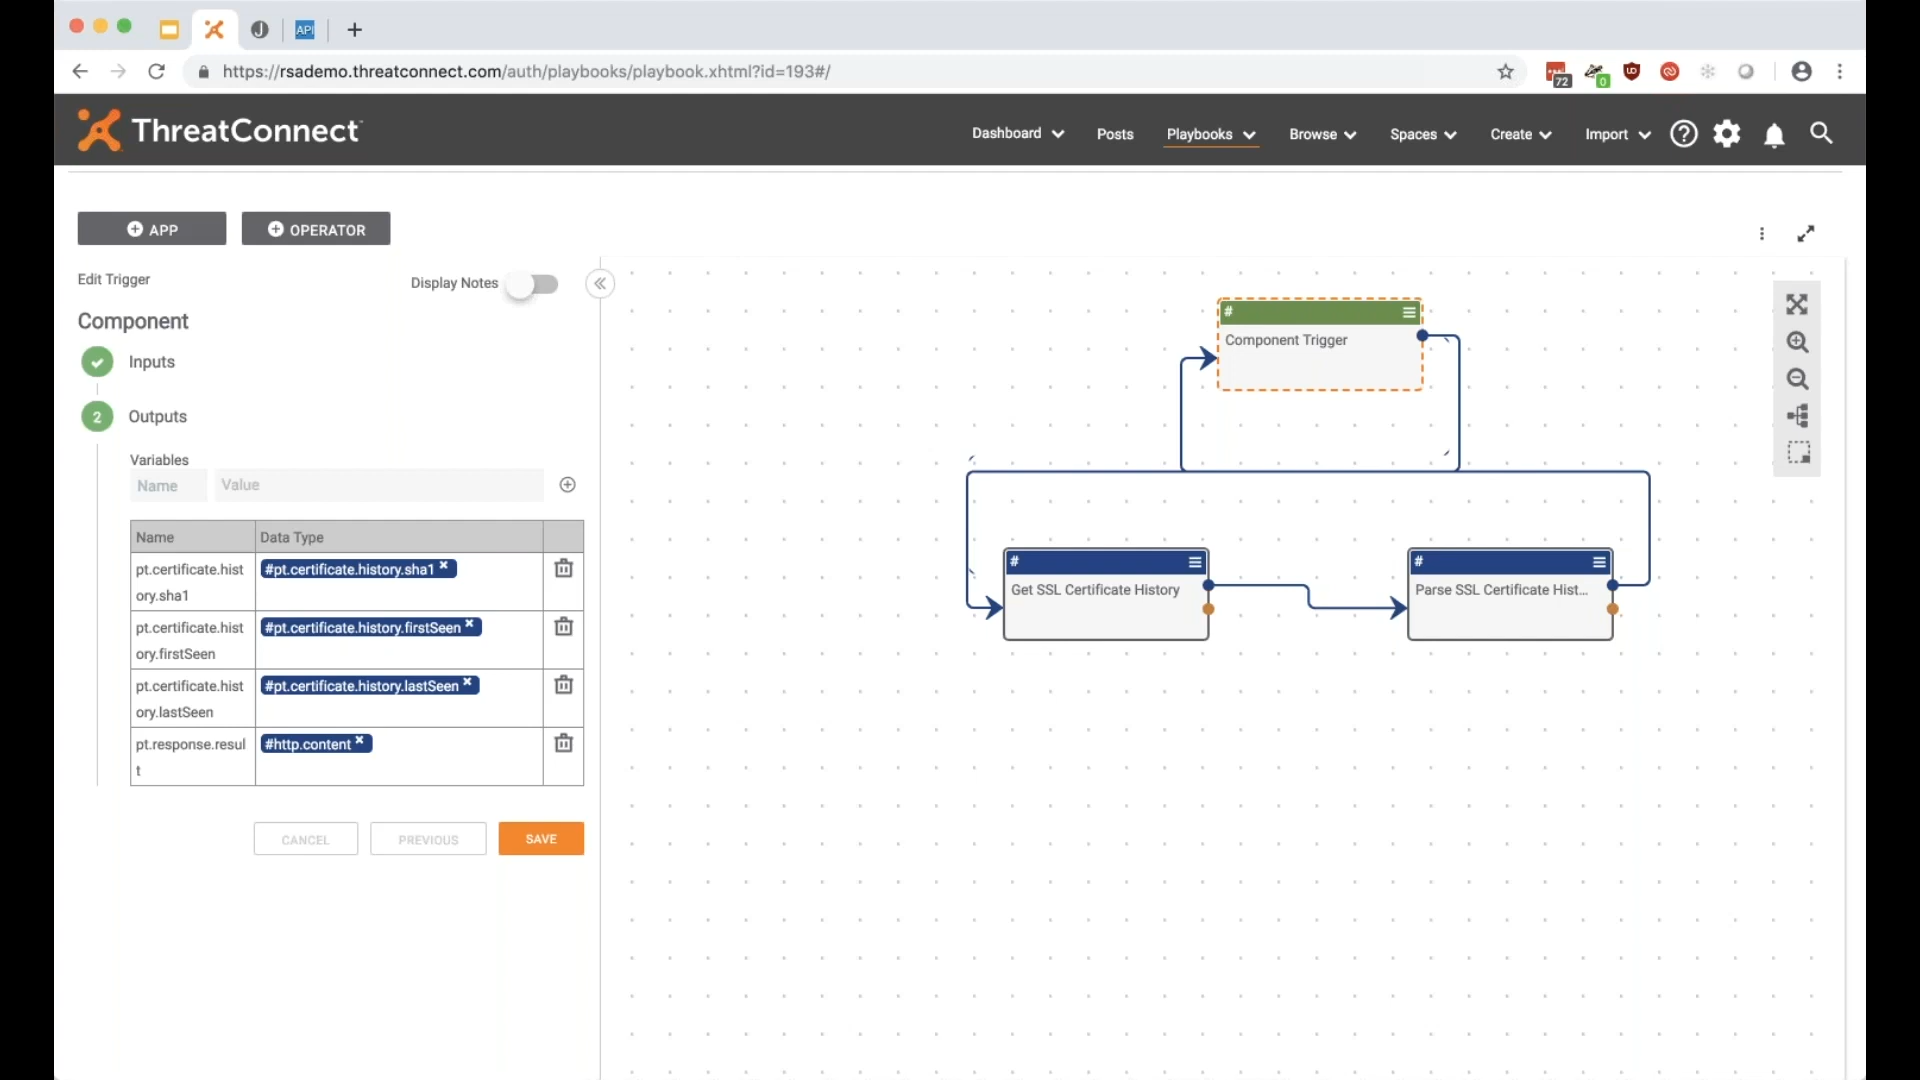 API
https://rsademo.threatconnect.com/auth/playbooks/playbook.xhtml?id=193#/
72
0
ThreatConnect
Dashboard
Posts
Playbooks
Browse
Spaces
Create
Import
APP
OPERATOR
Edit Trigger
Display Notes
Component
Inputs
2
Outputs
Variables
Name
Value
Name
Data Type
pt.certificate.hist
ory.sha1
#pt.certificate.history.sha1
pt.certificate.hist
ory.firstSeen
#pt.certificate.history.firstSeen
pt.certificate.hist
ory.lastSeen
#pt.certificate.history.lastSeen
pt.response.resul
t
#http.content
CANCEL
PREVIOUS
SAVE
#
Component Trigger
#
Get SSL Certificate History
#
Parse SSL Certificate Hist...